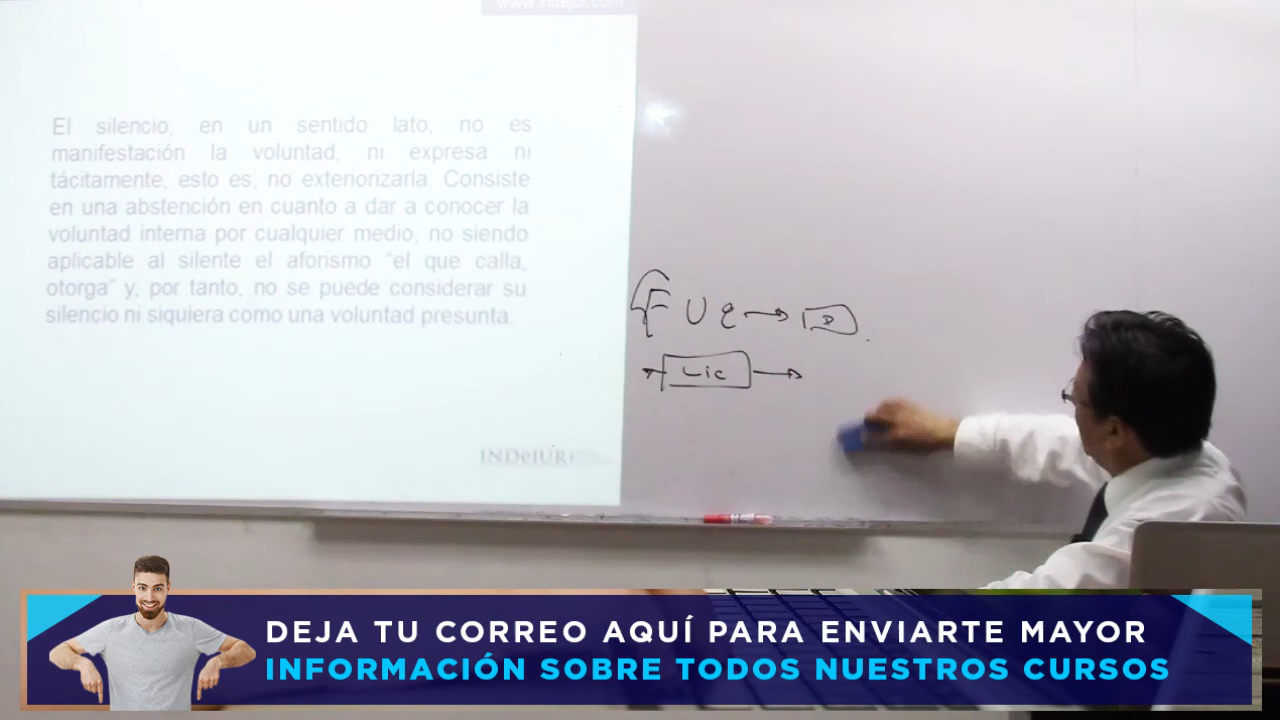 www.indejur.com
El silencio, en un sentido lato, no es
manifestación la voluntad, ni expresa ni
tácitamente, esto es, no exteriorizarla. Consiste
en una abstención en cuanto a dar a conocer la
voluntad interna por cualquier medio, no siendo
aplicable al silente el aforismo “el que calla,
otorga” y, por tanto, no se puede considerar su
silencio ni siquiera como una voluntad presunta.
INDeJUR
Lic
DEJA TU CORREO AQUÍ PARA ENVIARTE MAYOR
INFORMACIÓN SOBRE TODOS NUESTROS CURSOS